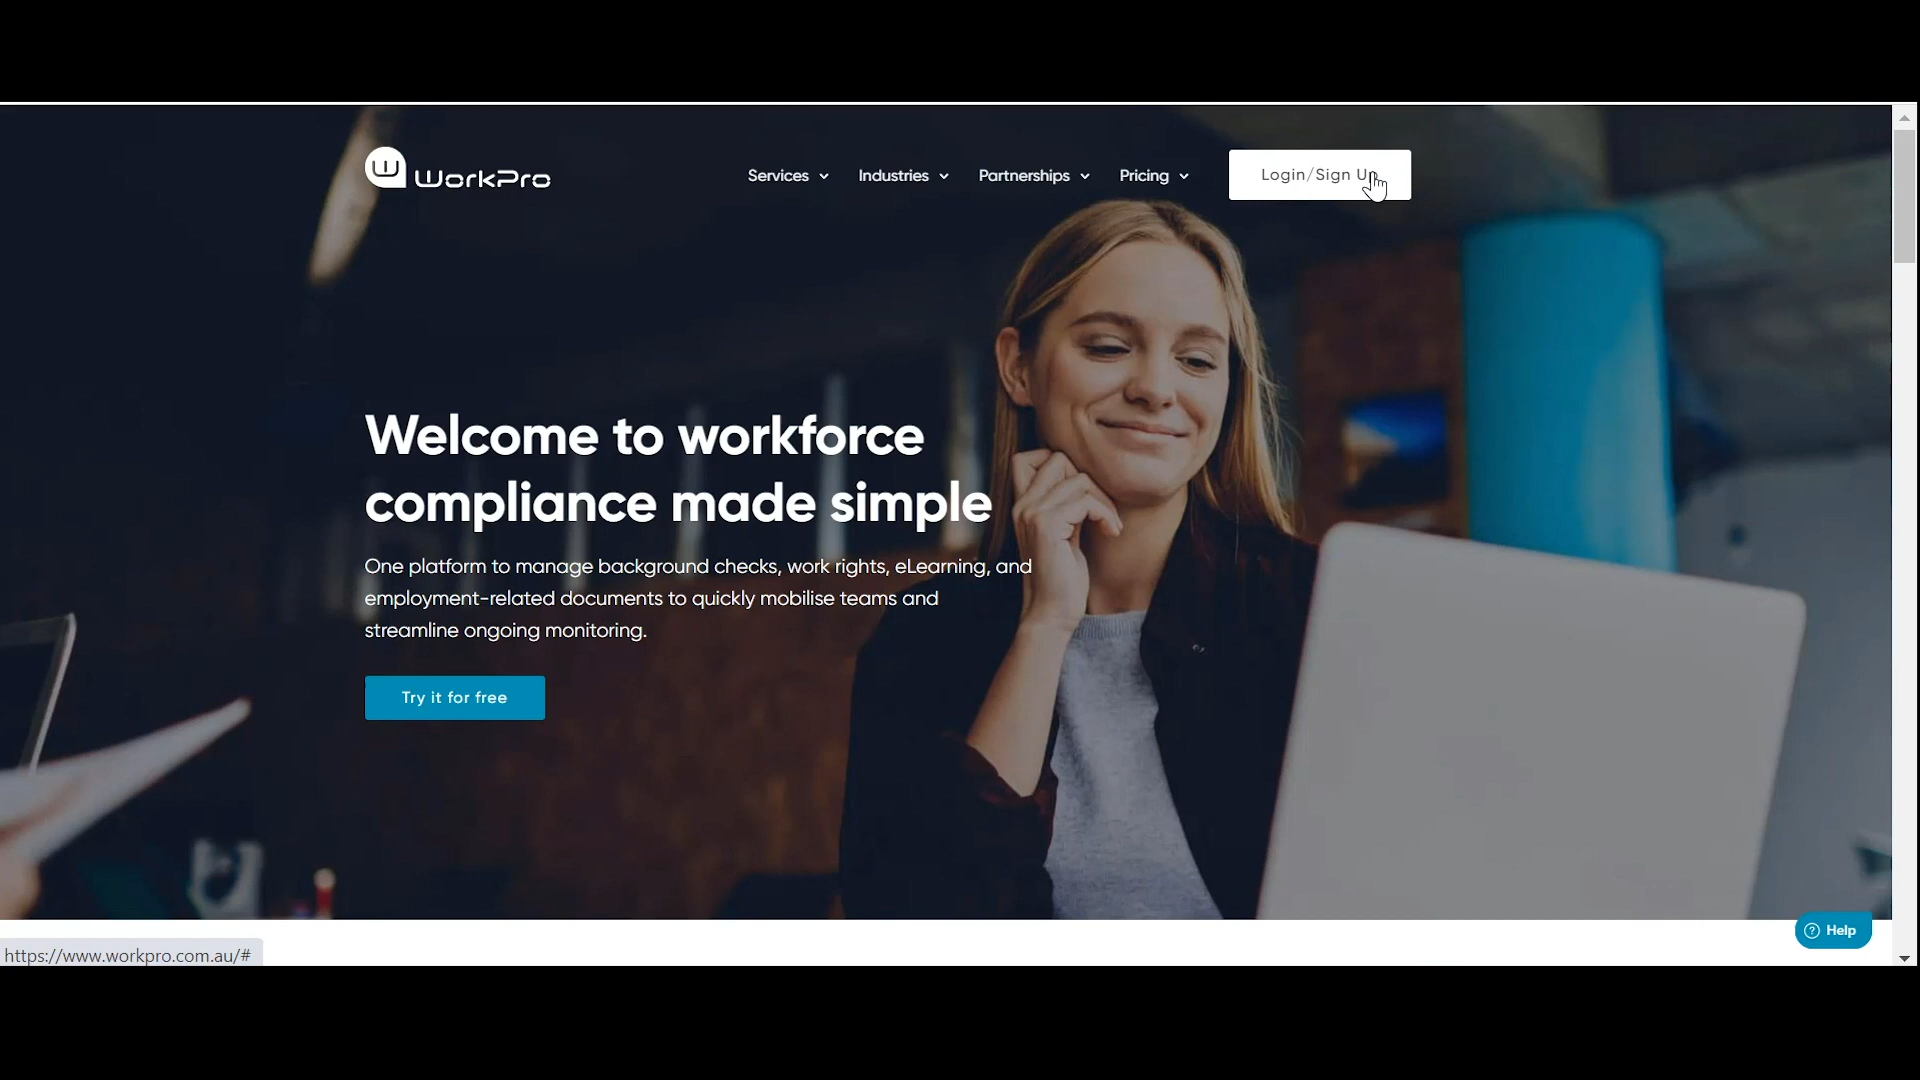 WorkPro
Services
Industries
Partnerships
Pricing
Login/Sign Up
Welcome to workforce
compliance made simple
One platform to manage background checks, work rights, eLearning, and
employment-related documents to quickly mobilise teams and
streamline ongoing monitoring.
Try it for free
Help
https://www.workpro.com.au/#